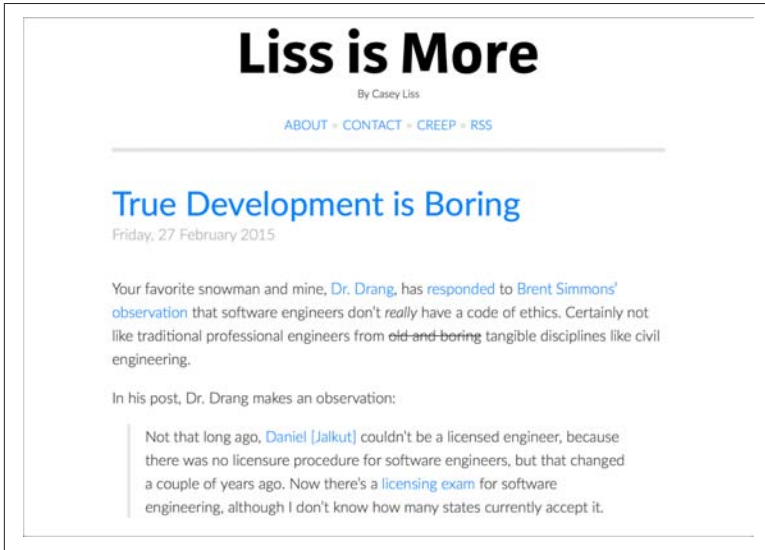 Liss is More
By Casey Liss
ABOUT • CONTACT • CREEP • RSS
True Development is Boring
Friday, 27 February 2015
Your favorite snowman and mine, Dr. Drang, has responded to Brent Simmons'
observation that software engineers don't really have a code of ethics. Certainly not
like traditional professional engineers from old and boring tangible disciplines like civil
engineering.
In his post, Dr. Drang makes an observation:
Not that long ago, Daniel [Jalkut] couldn't be a licensed engineer, because
there was no licensure procedure for software engineers, but that changed
a couple of years ago. Now there's a licensing exam for software
engineering, although I don't know how many states currently accept it.